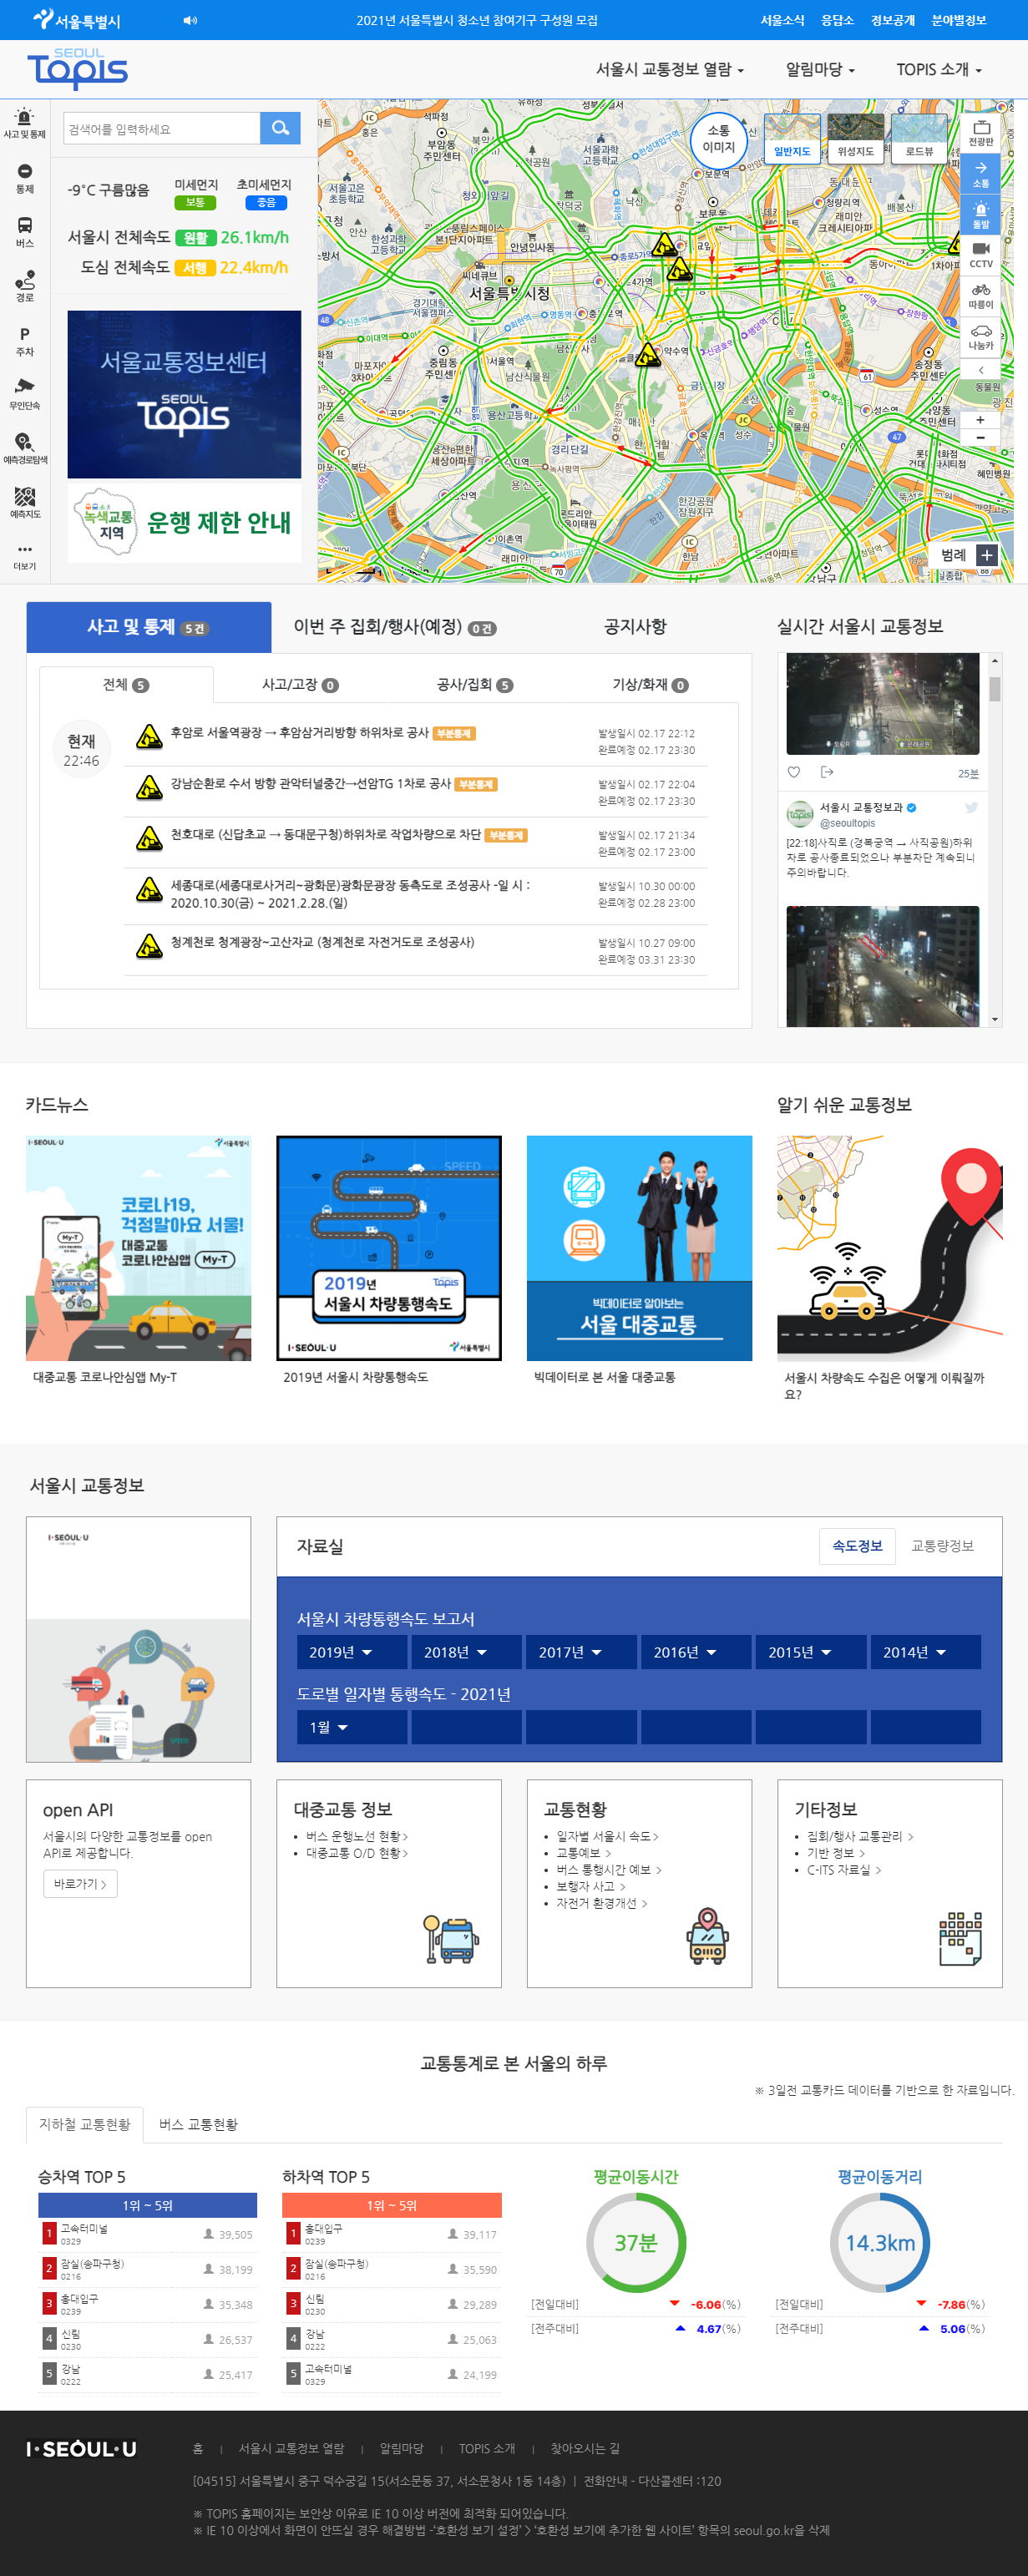 서울특별시
2021년 서울특별시 청소년 참여기구 구성원 모집
서울소식 응답소 정보공개 분야별정보
SEOUL
TOPIS
서울시 교통정보 열람 알림마당 TOPIS 소개
사고 및 통제
통제
버스
경로
P
주차
무인단속
예측경로탐색
예측지도
더보기
검색어를 입력하세요
-9°C 구름많음 미세먼지 초미세먼지
보통 좋음
서울시 전체속도 원활 26.1km/h
도심 전체속도 서행 22.4km/h
서울교통정보센터
SEOUL
TOPIS
녹색교통
지역
운행 제한 안내
소통
이미지
일반지도 위성지도 로드뷰
전광판
소통
돌발
CCTV
따릉이
나눔카
서울특별시청
범례
사고 및 통제 5 건 이번 주 집회/행사(예정) 0 건 공지사항
실시간 서울시 교통정보
전체 5 사고/고장 0 공사/집회 5 기상/화재 0
현재
22:46
후암로 서울역광장 → 후암삼거리방향 하위차로 공사 부분통제
발생일시 02.17 22:12
완료예정 02.17 23:30
강남순환로 수서 방향 관악터널중간→선암TG 1차로 공사 부분통제
발생일시 02.17 22:04
완료예정 02.17 23:30
천호대로 (신답초교 → 동대문구청)하위차로 작업차량으로 차단 부분통제
발생일시 02.17 21:34
완료예정 02.17 23:00
세종대로(세종대로사거리~광화문)광화문광장 동측도로 조성공사 -일 시 :
2020.10.30(금) ~ 2021.2.28.(일)
발생일시 10.30 00:00
완료예정 02.28 23:00
청계천로 청계광장~고산자교 (청계천로 자전거도로 조성공사)
발생일시 10.27 09:00
완료예정 03.31 23:30
25분
서울시 교통정보과
@seoultopis
[22:18]사직로 (경복궁역 → 사직공원)하위
차로 공사종료되었으나 부분차단 계속되니
주의바랍니다.
카드뉴스
알기 쉬운 교통정보
I·SEOUL·U 서울특별시
코로나19,
걱정말아요 서울!
대중교통
코로나안심앱 My-T
대중교통 코로나안심앱 My-T
SPEED
2019년 TOPIS
서울시 차량통행속도
I·SEOUL·U 서울특별시
2019년 서울시 차량통행속도
빅데이터로 알아보는
서울 대중교통
빅데이터로 본 서울 대중교통
서울시 차량속도 수집은 어떻게 이뤄질까
요?
서울시 교통정보
I·SEOUL·U
SPEED
자료실 속도정보 교통량정보
서울시 차량통행속도 보고서
2019년 2018년 2017년 2016년 2015년 2014년
도로별 일자별 통행속도 - 2021년
1월
open API
서울시의 다양한 교통정보를 open
API로 제공합니다.
바로가기 >
대중교통 정보
• 버스 운행노선 현황 >
• 대중교통 O/D 현황 >
교통현황
• 일자별 서울시 속도 >
• 교통예보 >
• 버스 통행시간 예보 >
• 보행자 사고 >
• 자전거 환경개선 >
기타정보
• 집회/행사 교통관리 >
• 기반 정보 >
• C-ITS 자료실 >
교통통계로 본 서울의 하루
※ 3일전 교통카드 데이터를 기반으로 한 자료입니다.
지하철 교통현황 버스 교통현황
승차역 TOP 5
1위 ~ 5위
1 고속터미널 0329 39,505
2 잠실(송파구청) 0216 38,199
3 홍대입구 0239 35,348
4 신림 0230 26,537
5 강남 0222 25,417
하차역 TOP 5
1위 ~ 5위
1 홍대입구 0239 39,117
2 잠실(송파구청) 0216 35,590
3 신림 0230 29,289
4 강남 0222 25,063
5 고속터미널 0329 24,199
평균이동시간
37분
[전일대비] -6.06(%)
[전주대비] 4.67(%)
평균이동거리
14.3km
[전일대비] -7.86(%)
[전주대비] 5.06(%)
I·SEOUL·U
홈 | 서울시 교통정보 열람 | 알림마당 | TOPIS 소개 | 찾아오시는 길
[04515] 서울특별시 중구 덕수궁길 15(서소문동 37, 서소문청사 1동 14층) | 전화안내 - 다산콜센터 :120
※ TOPIS 홈페이지는 보안상 이유로 IE 10 이상 버전에 최적화 되어있습니다.
※ IE 10 이상에서 화면이 안뜨실 경우 해결방법 -'호환성 보기 설정' > '호환성 보기에 추가한 웹 사이트' 항목의 seoul.go.kr을 삭제